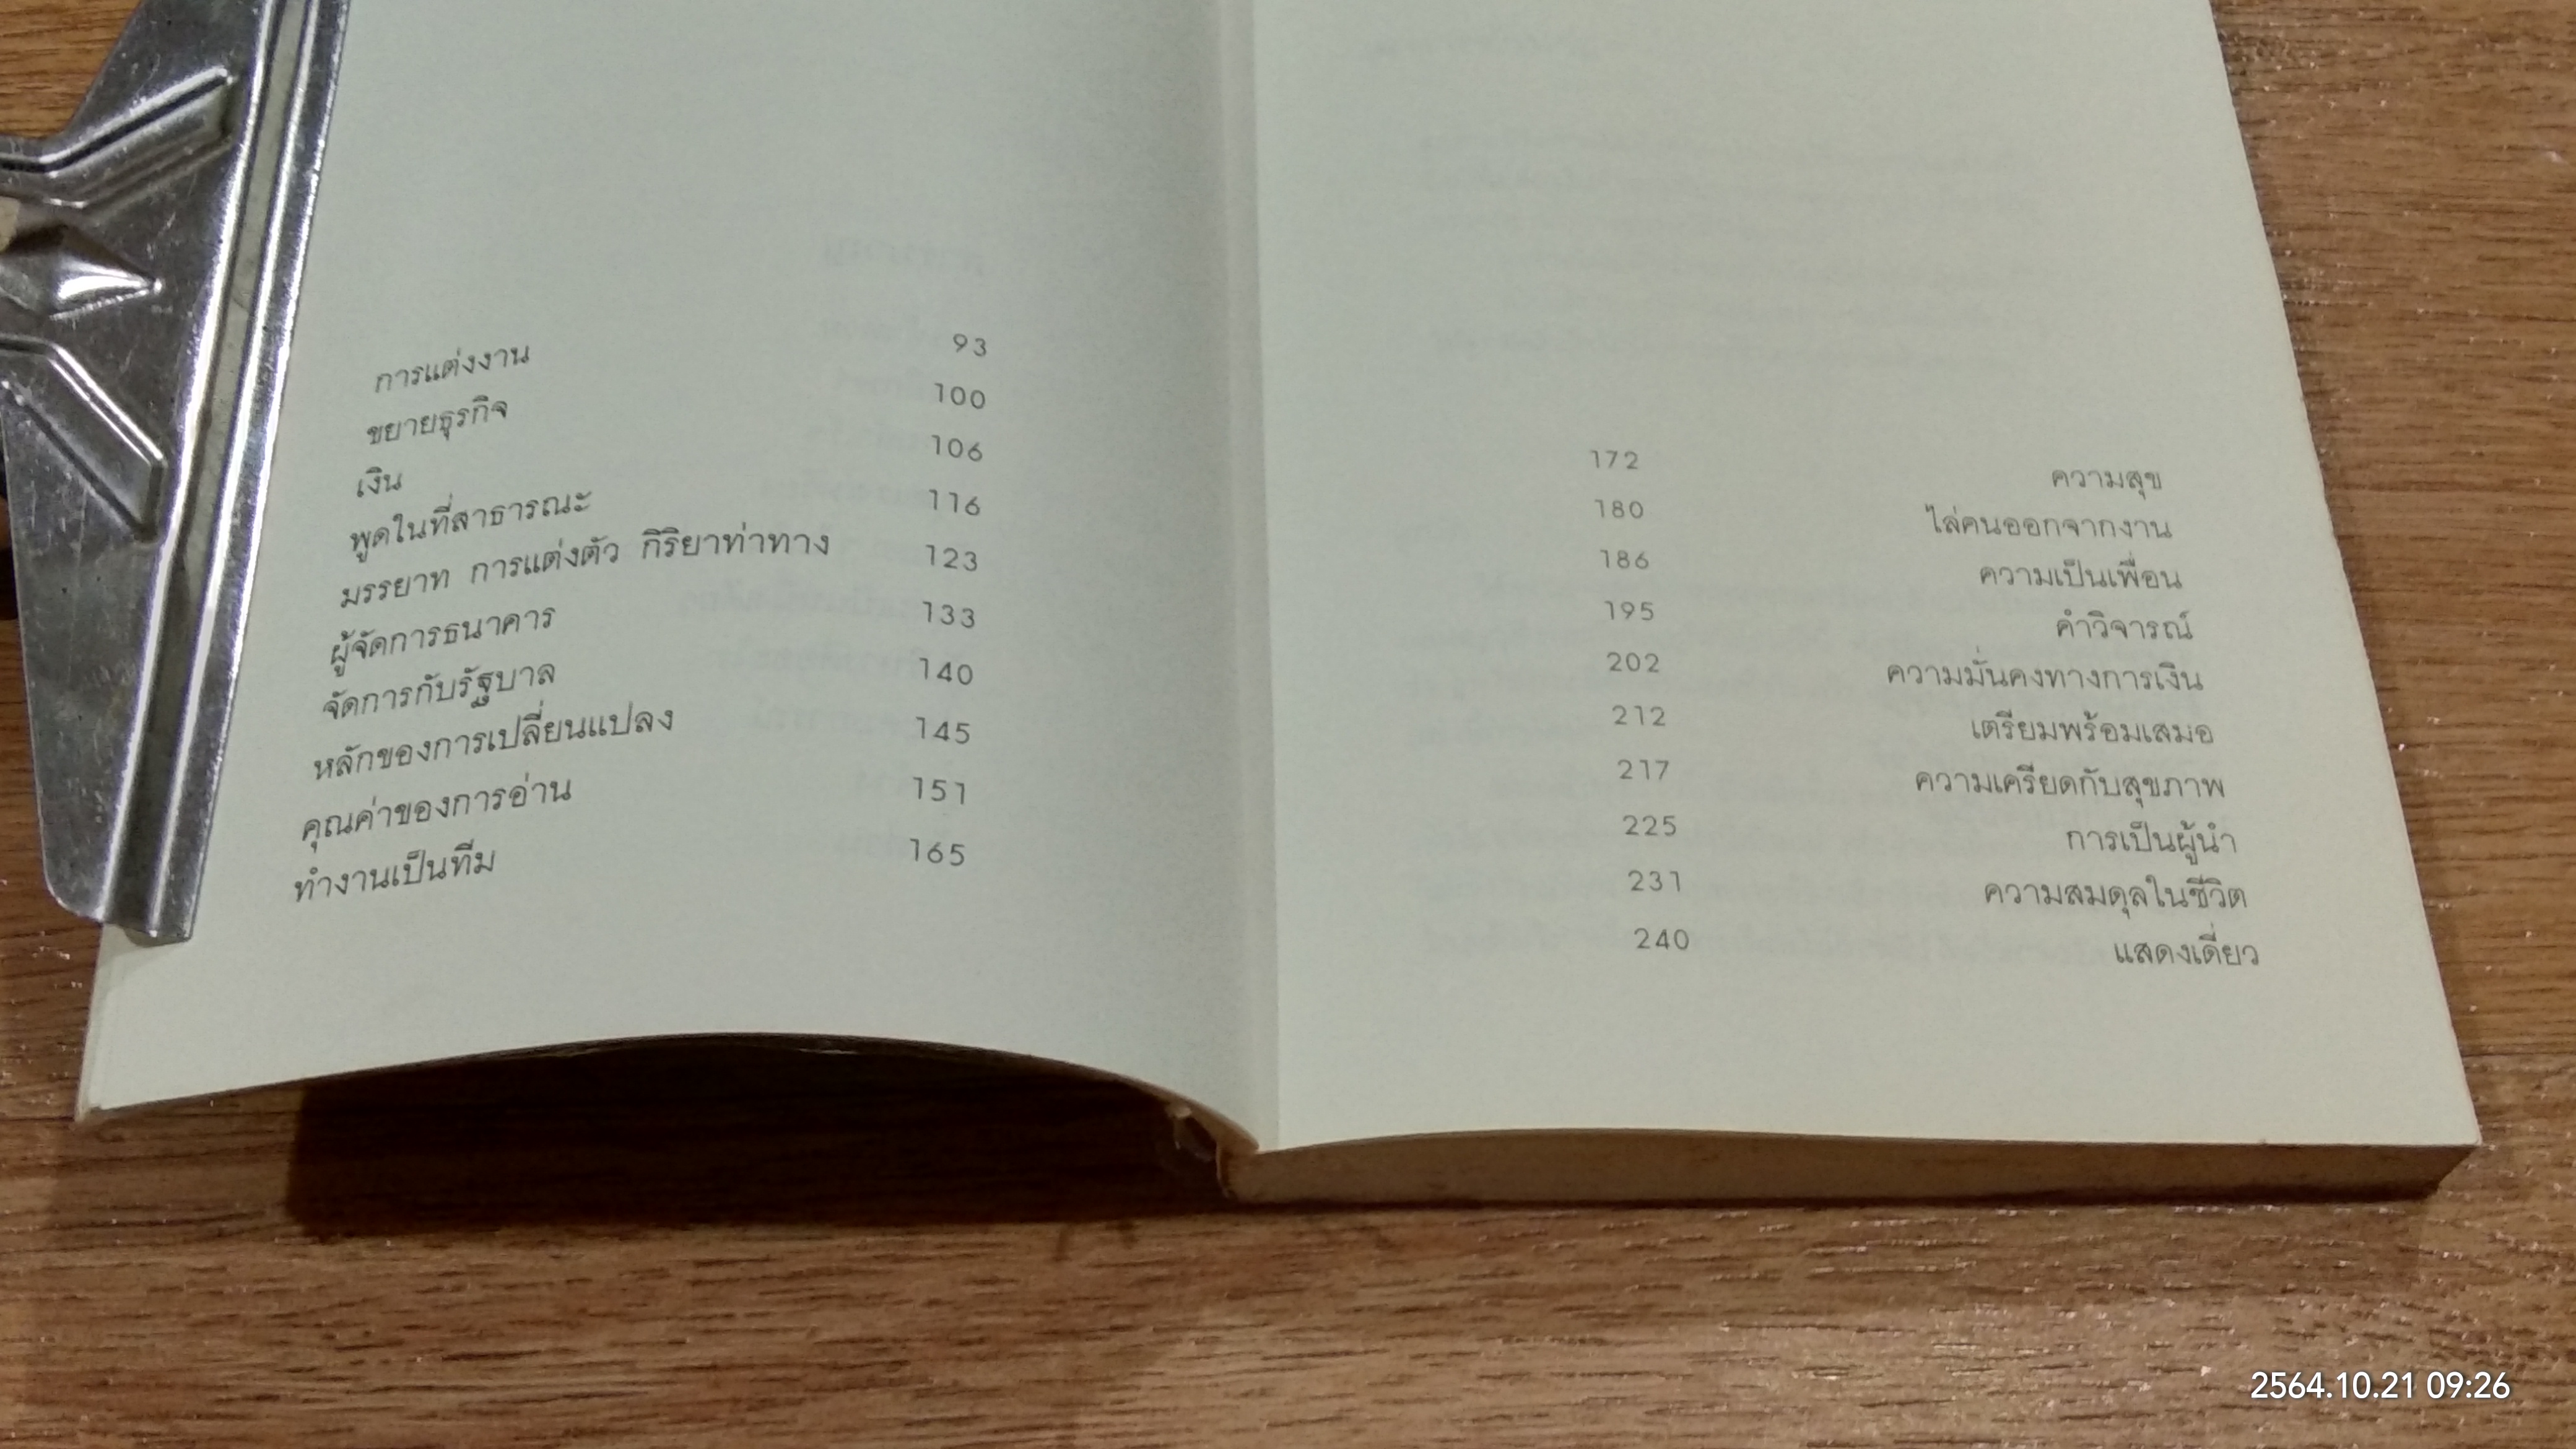 การแต่งงาน 93
ขยายธุรกิจ 100
เงิน 106
พูดในที่สาธารณะ 116
มรรยาท การแต่งตัว กิริยาท่าทาง 123
ผู้จัดการธนาคาร 133
จัดการกับรัฐบาล 140
หลักของการเปลี่ยนแปลง 145
คุณค่าของการอ่าน 151
ทำงานเป็นทีม 165
172 ความสุข
180 ไล่คนออกจากงาน
186 ความเป็นเพื่อน
195 คำวิจารณ์
202 ความมั่นคงทางการเงิน
212 เตรียมพร้อมเสมอ
217 ความเครียดกับสุขภาพ
225 การเป็นผู้นำ
231 ความสมดุลในชีวิต
240 แสดงเดี่ยว
2564.10.21 09:26